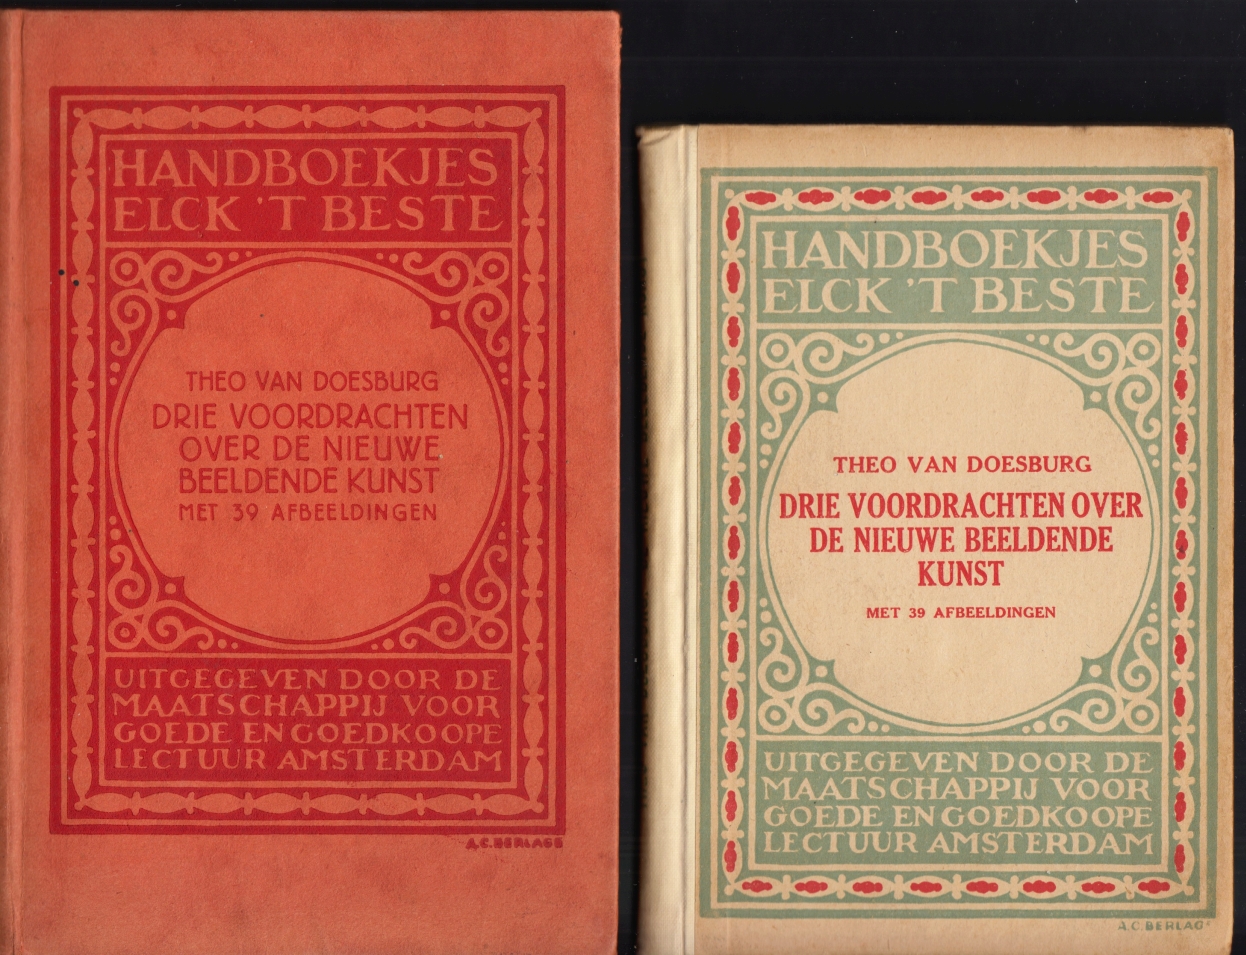 HANDBOEKJES
ELCK 'T BESTE
THEO VAN DOESBURG
DRIE VOORDRACHTEN
OVER DE NIEUWE
BEELDENDE KUNST
MET 39 AFBEELDINGEN
UITGEGEVEN DOOR DE
MAATSCHAPPIJ VOOR
GOEDE EN GOEDKOOPE
LECTUUR AMSTERDAM
A.C. BERLAGE
HANDBOEKJES
ELCK 'T BESTE
THEO VAN DOESBURG
DRIE VOORDRACHTEN OVER
DE NIEUWE BEELDENDE
KUNST
MET 39 AFBEELDINGEN
UITGEGEVEN DOOR DE
MAATSCHAPPIJ VOOR
GOEDE EN GOEDKOOPE
LECTUUR AMSTERDAM
A.C. BERLAGE